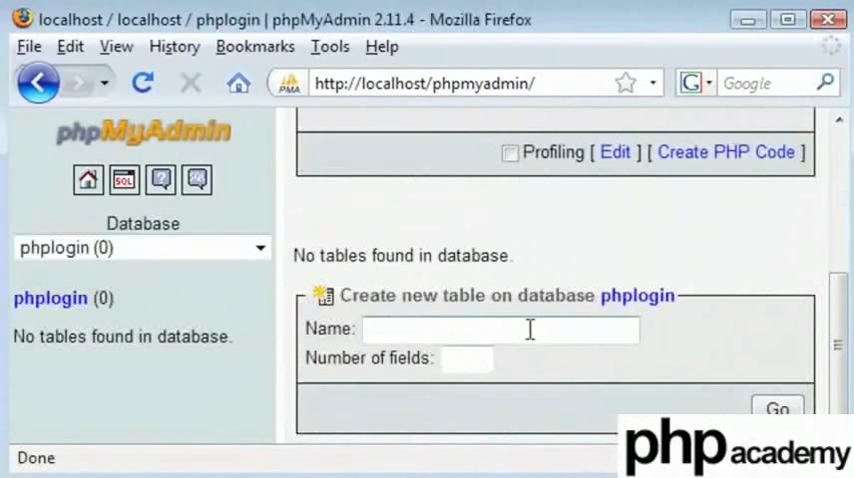 localhost / localhost / phplogin | phpMyAdmin 2.11.4 - Mozilla Firefox
File Edit View History Bookmarks Tools Help
PMA http://localhost/phpmyadmin/ G Google
phpMyAdmin
Profiling [ Edit ] [ Create PHP Code ]
SQL
Database
phplogin (0)
No tables found in database.
phplogin (0)
Create new table on database phplogin
No tables found in database.
Name:
Number of fields:
Go
php academy
Done